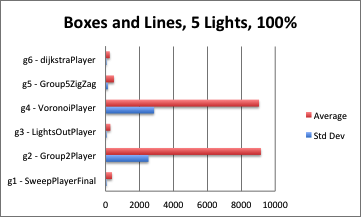 Boxes and Lines, 5 Lights, 100%
g6 - dijkstraPlayer
g5 - Group5ZigZag
g4 - VoronoiPlayer
g3 - LightsOutPlayer
g2 - Group2Player
g1 - SweepPlayerFinal
Average
Std Dev
0 2000 4000 6000 8000 10000